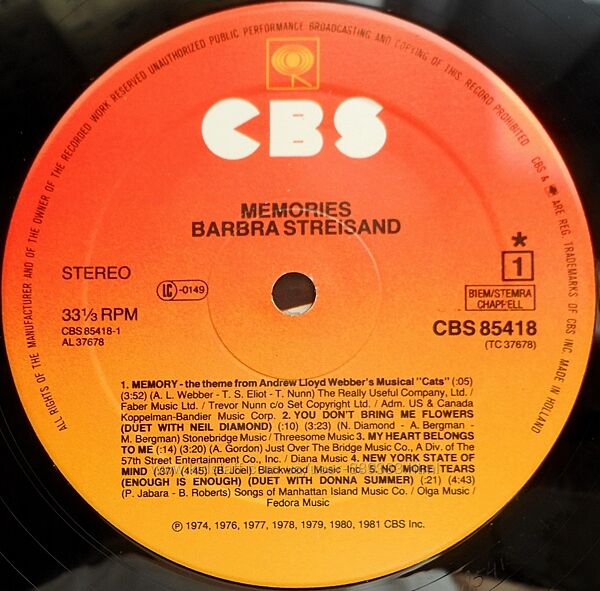 ALL RIGHTS OF THE MANUFACTURER AND OF THE OWNER OF THE RECORDED WORK RESERVED UNAUTHORIZED PUBLIC PERFORMANCE BROADCASTING AND COPYING OF THIS RECORD PROHIBITED CBS & ARE REG. TRADEMARKS OF CBS INC. MADE IN HOLLAND
CBS
MEMORIES
BARBRA STREISAND
STEREO
LC-0149
*
1
BIEM/STEMRA
CHAPPELL
33⅓ RPM
CBS 85418-1
AL 37678
CBS 85418
(TC 37678)
1. MEMORY - the theme from Andrew Lloyd Webber's Musical "Cats" (:05)
(3:52) (A. L. Webber - T. S. Eliot - T. Nunn) The Really Useful Company, Ltd. /
Faber Music Ltd. / Trevor Nunn c/o Set Copyright Ltd. / Adm. US & Canada
Koppelman-Bandier Music Corp. 2. YOU DON'T BRING ME FLOWERS
(DUET WITH NEIL DIAMOND) (:10) (3:23) (N. Diamond - A. Bergman -
M. Bergman) Stonebridge Music / Threesome Music 3. MY HEART BELONGS
TO ME (:14) (3:20) (A. Gordon) Just Over The Bridge Music Co., A Div. of The
57th Street Entertainment Co., Inc. / Diana Music 4. NEW YORK STATE OF
MIND (:37) (4:45) (B. Joel) Blackwood Music Inc. 5. NO MORE TEARS
(ENOUGH IS ENOUGH) (DUET WITH DONNA SUMMER) (:21) (4:43)
(P. Jabara - B. Roberts) Songs of Manhattan Island Music Co. / Olga Music /
Fedora Music
℗ 1974, 1976, 1977, 1978, 1979, 1980, 1981 CBS Inc.